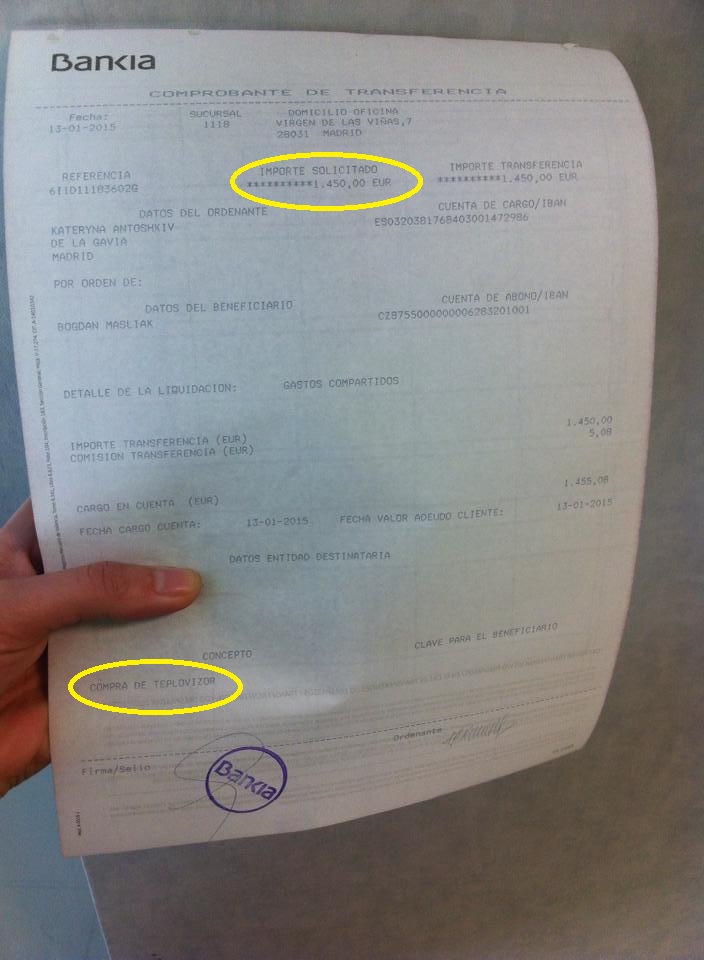 Bankia
COMPROBANTE DE TRANSFERENCIA
Fecha: SUCURSAL DOMICILIO OFICINA
13-01-2015 1118 VIRGEN DE LAS VIÑAS,7
28031 MADRID
REFERENCIA IMPORTE SOLICITADO IMPORTE TRANSFERENCIA
6I1D11183602G **********1.450,00 EUR **********1.450,00 EUR
DATOS DEL ORDENANTE CUENTA DE CARGO/IBAN
KATERYNA ANTOSHKIV ES0320381768403001472986
DE LA GAVIA
MADRID
POR ORDEN DE:
DATOS DEL BENEFICIARIO CUENTA DE ABONO/IBAN
BOGDAN MASLIAK CZ8755000000006283201001
DETALLE DE LA LIQUIDACION: GASTOS COMPARTIDOS
IMPORTE TRANSFERENCIA (EUR) 1.450,00
COMISION TRANSFERENCIA (EUR) 5,08
CARGO EN CUENTA (EUR) 1.455,08
FECHA CARGO CUENTA: 13-01-2015 FECHA VALOR ADEUDO CLIENTE: 13-01-2015
DATOS ENTIDAD DESTINATARIA
CONCEPTO CLAVE PARA EL BENEFICIARIO
COMPRA DE TEPLOVIZOR
Ordenante
Firma/Sello
Bankia